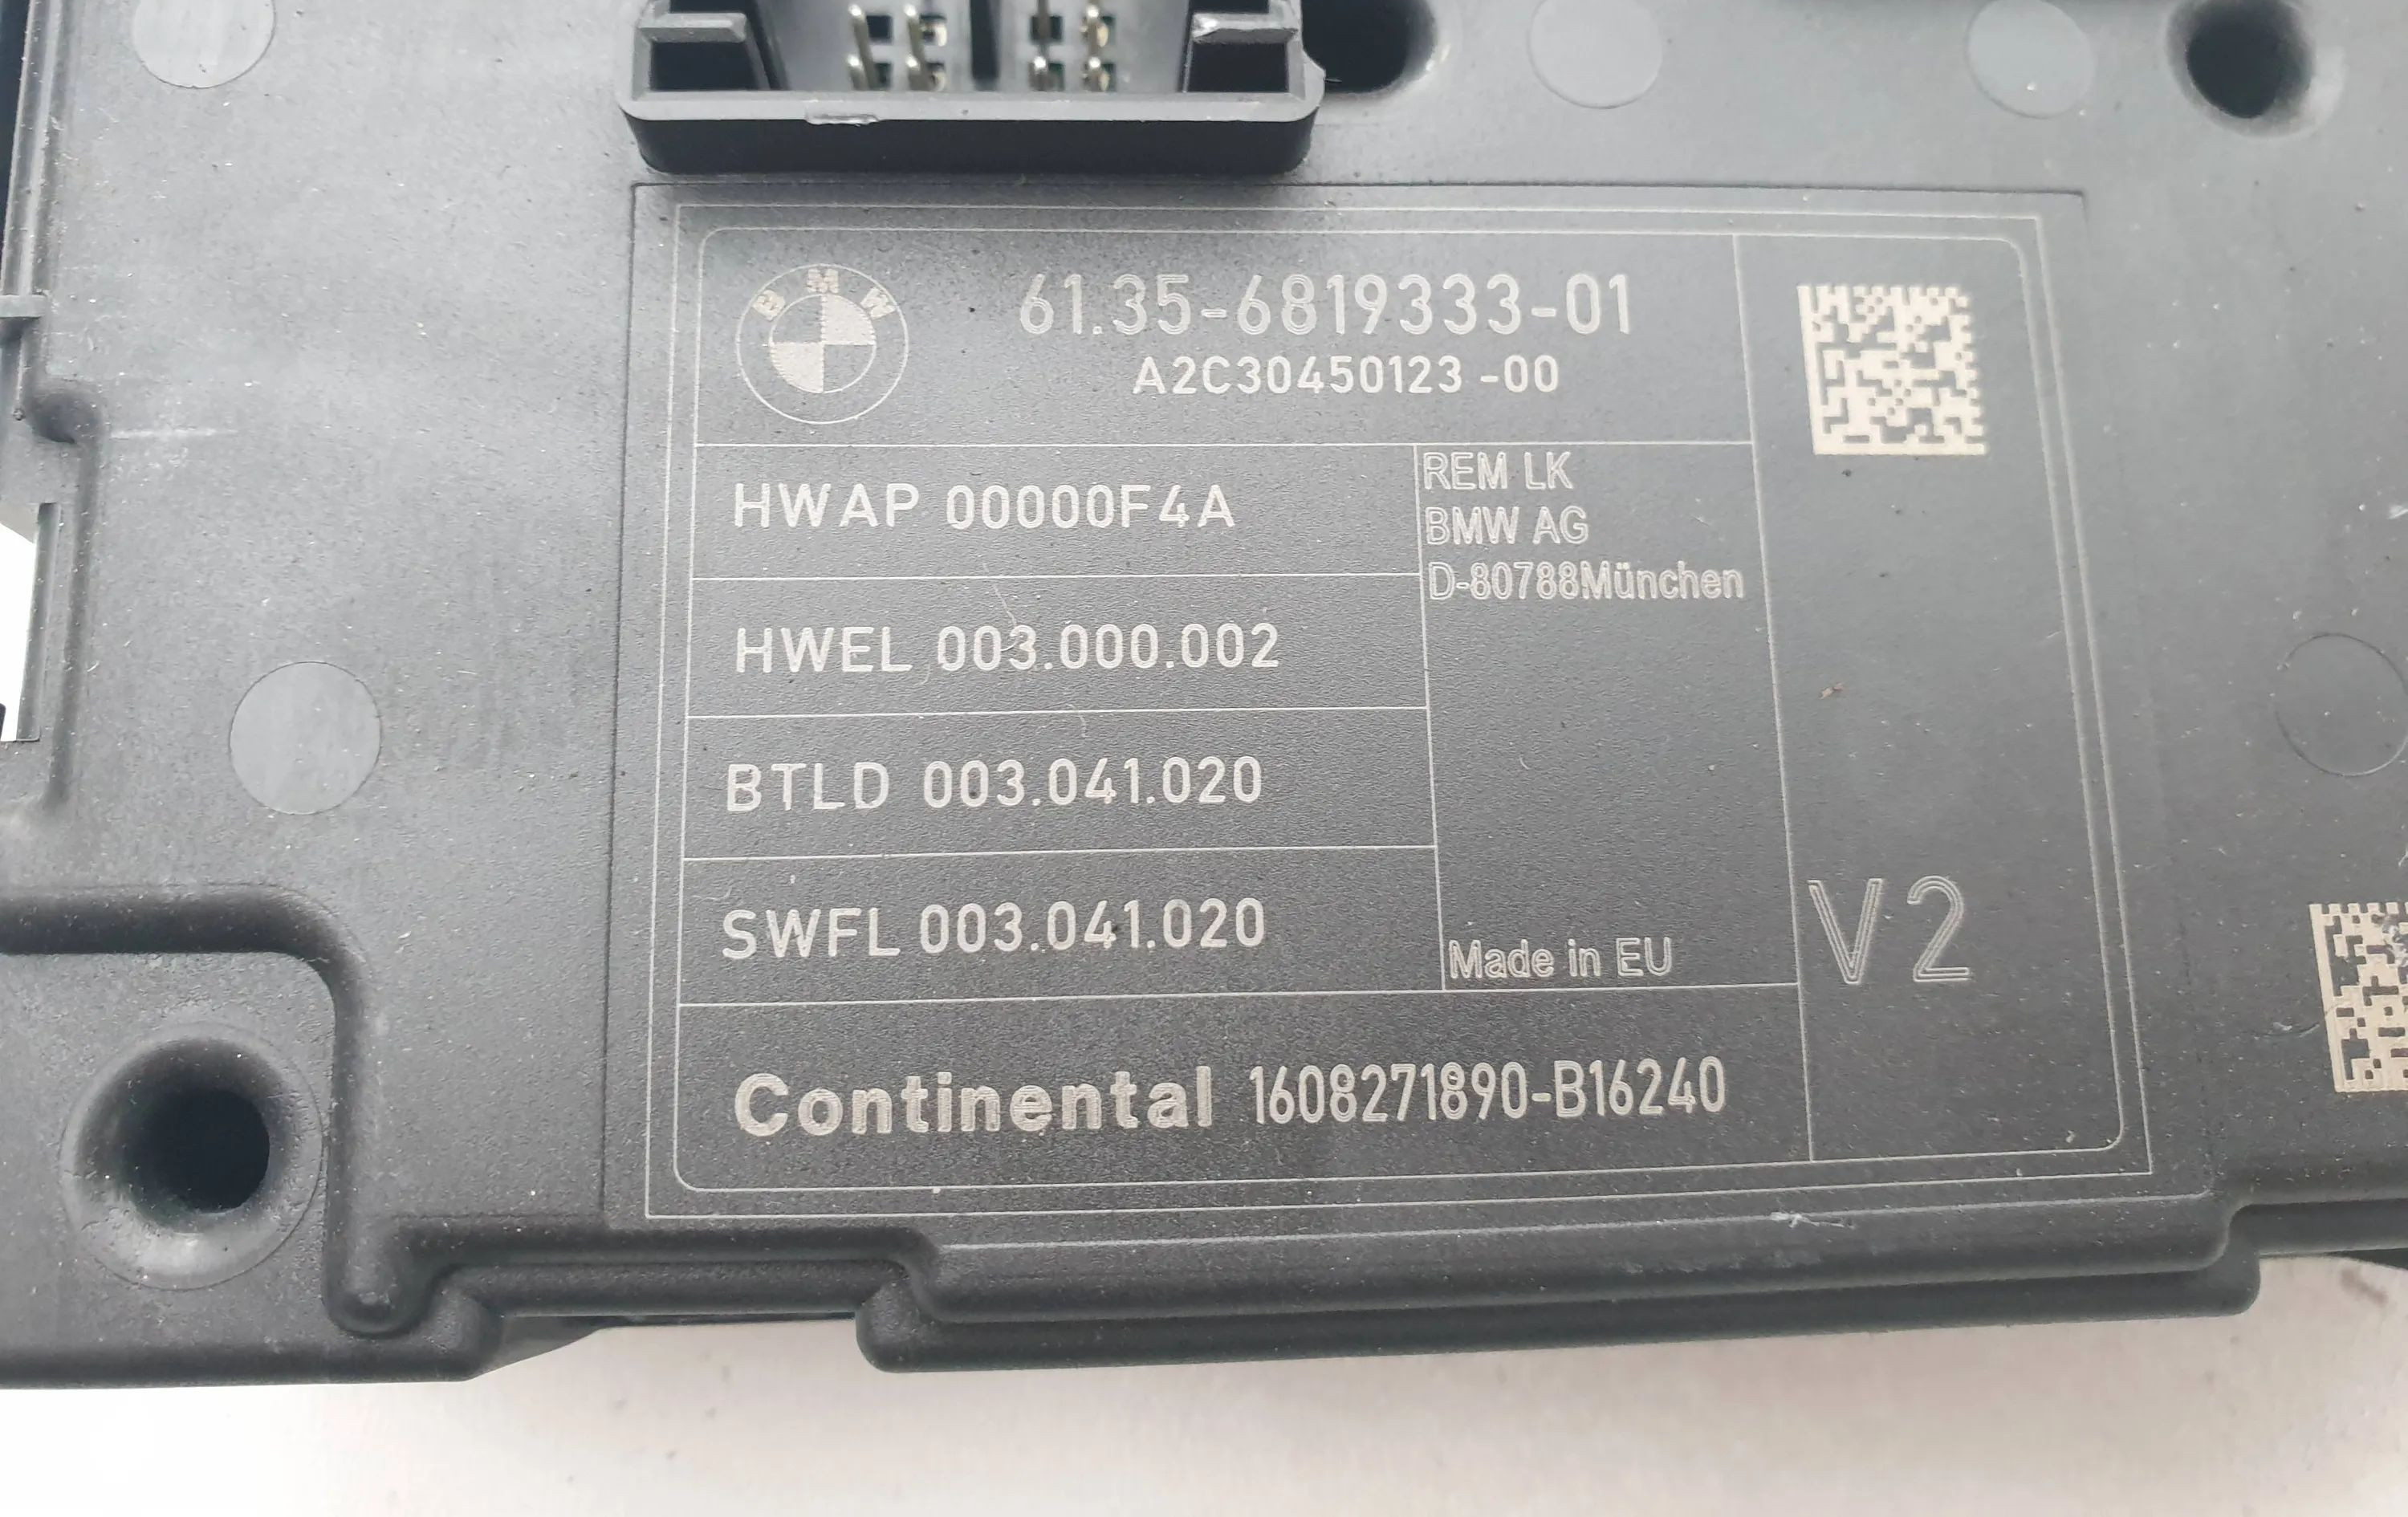 BMW
61.35-6819333-01
A2C30450123 -00
HWAP 00000F4A
REM LK
BMW AG
D-80788München
HWEL 003.000.002
BTLD 003.041.020
SWFL 003.041.020
Made in EU
V2
Continental 1608271890-B16240